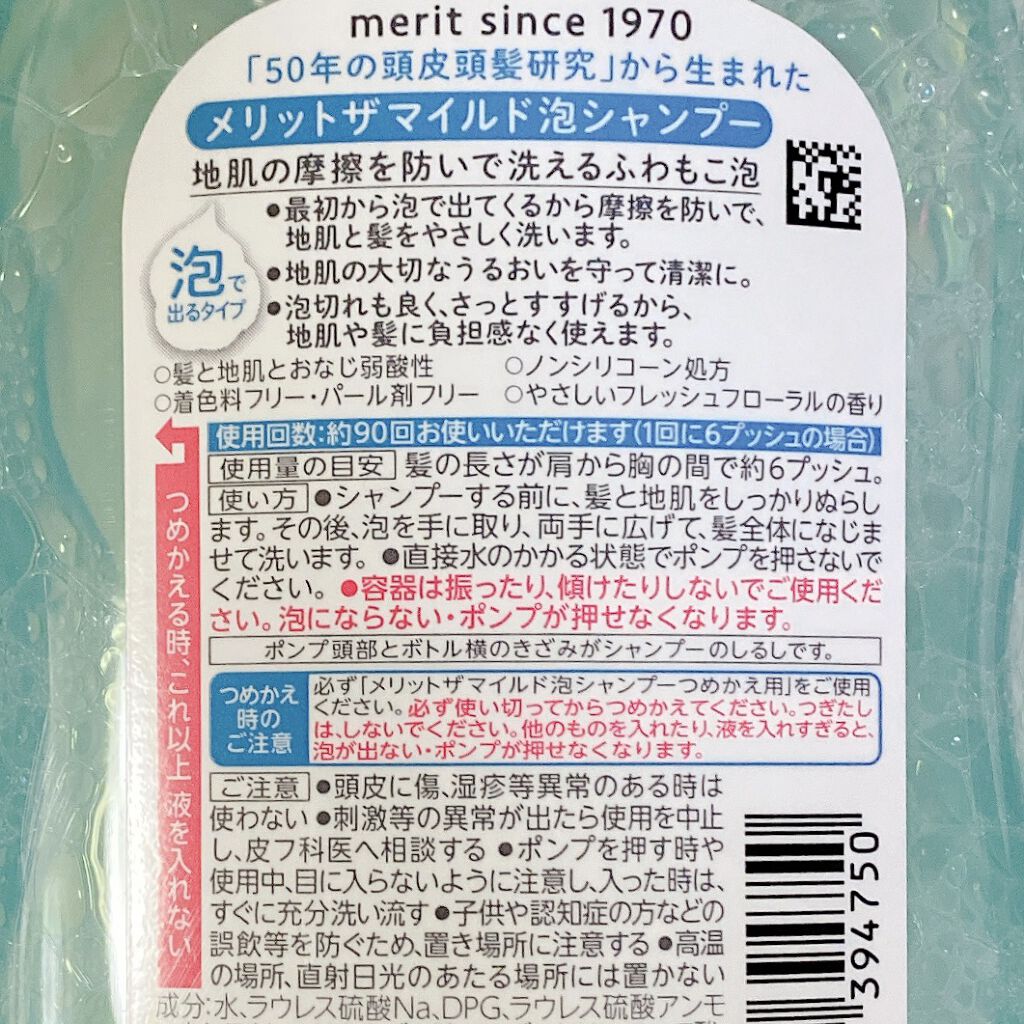 merit since 1970
「50年の頭皮頭髪研究」から生まれた
メリットザ マイルド泡シャンプー
地肌の摩擦を防いで洗えるふわもこ泡
泡で
出るタイプ
●最初から泡で出てくるから摩擦を防いで、
地肌と髪をやさしく洗います。
●地肌の大切なうるおいを守って清潔に。
●泡切れも良く、さっとすすげるから、
地肌や髪に負担感なく使えます。
○髪と地肌とおなじ弱酸性 ○ノンシリコーン処方
○着色料フリー・パール剤フリー ○やさしいフレッシュフローラルの香り
使用回数:約90回お使いいただけます(1回に6プッシュの場合)
使用量の目安 髪の長さが肩から胸の間で約6プッシュ。
使い方 ●シャンプーする前に、髪と地肌をしっかりぬらし
ます。その後、泡を手に取り、両手に広げて、髪全体になじま
せて洗います。 ●直接水のかかる状態でポンプを押さないで
ください。 ●容器は振ったり、傾けたりしないでご使用くだ
さい。泡にならない・ポンプが押せなくなります。
ポンプ頭部とボトル横のきざみがシャンプーのしるしです。
つめかえる時、これ以上 液を入れない
つめかえ
時の
ご注意
必ず「メリットザ マイルド泡シャンプーつめかえ用」をご使用
ください。必ず使い切ってからつめかえてください。つぎたし
は、しないでください。他のものを入れたり、液を入れすぎると、
泡が出ない・ポンプが押せなくなります。
ご注意 ●頭皮に傷、湿疹等異常のある時は
使わない ●刺激等の異常が出たら使用を中止
し、皮フ科医へ相談する ●ポンプを押す時や
使用中、目に入らないように注意し、入った時は、
すぐに充分洗い流す ●子供や認知症の方などの
誤飲等を防ぐため、置き場所に注意する ●高温
の場所、直射日光のあたる場所には置かない
成分:水、ラウレス硫酸Na、DPG、ラウレス硫酸アンモ
394750